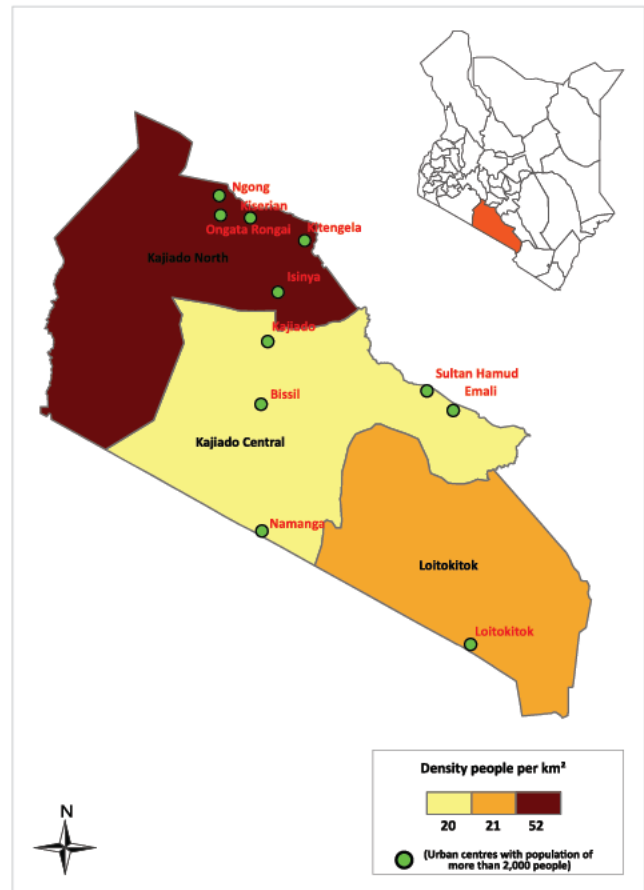 Ngong
Kiserian
Ongata Rongai
Kitengela
Kajiado North
Isinya
Kajiado
Sultan Hamud
Emali
Bissil
Kajiado Central
Namanga
Loitokitok
Loitokitok
Density people per km²
20 21 52
(Urban centres with population of
more than 2,000 people)
N